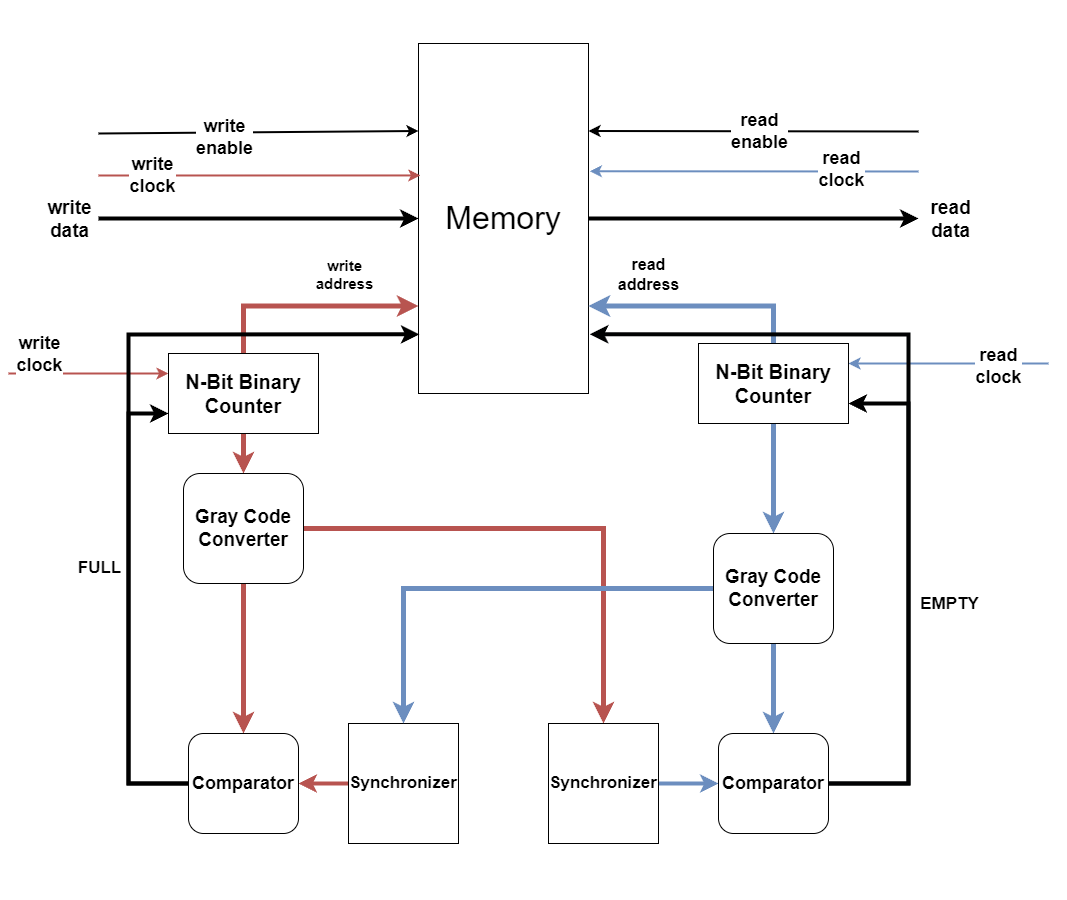 write
enable
read
enable
write
clock
read
clock
write
data
Memory
read
data
write
address
read
address
write
clock
N-Bit Binary
Counter
N-Bit Binary
Counter
read
clock
Gray Code
Converter
FULL
Gray Code
Converter
EMPTY
Comparator
Synchronizer
Synchronizer
Comparator